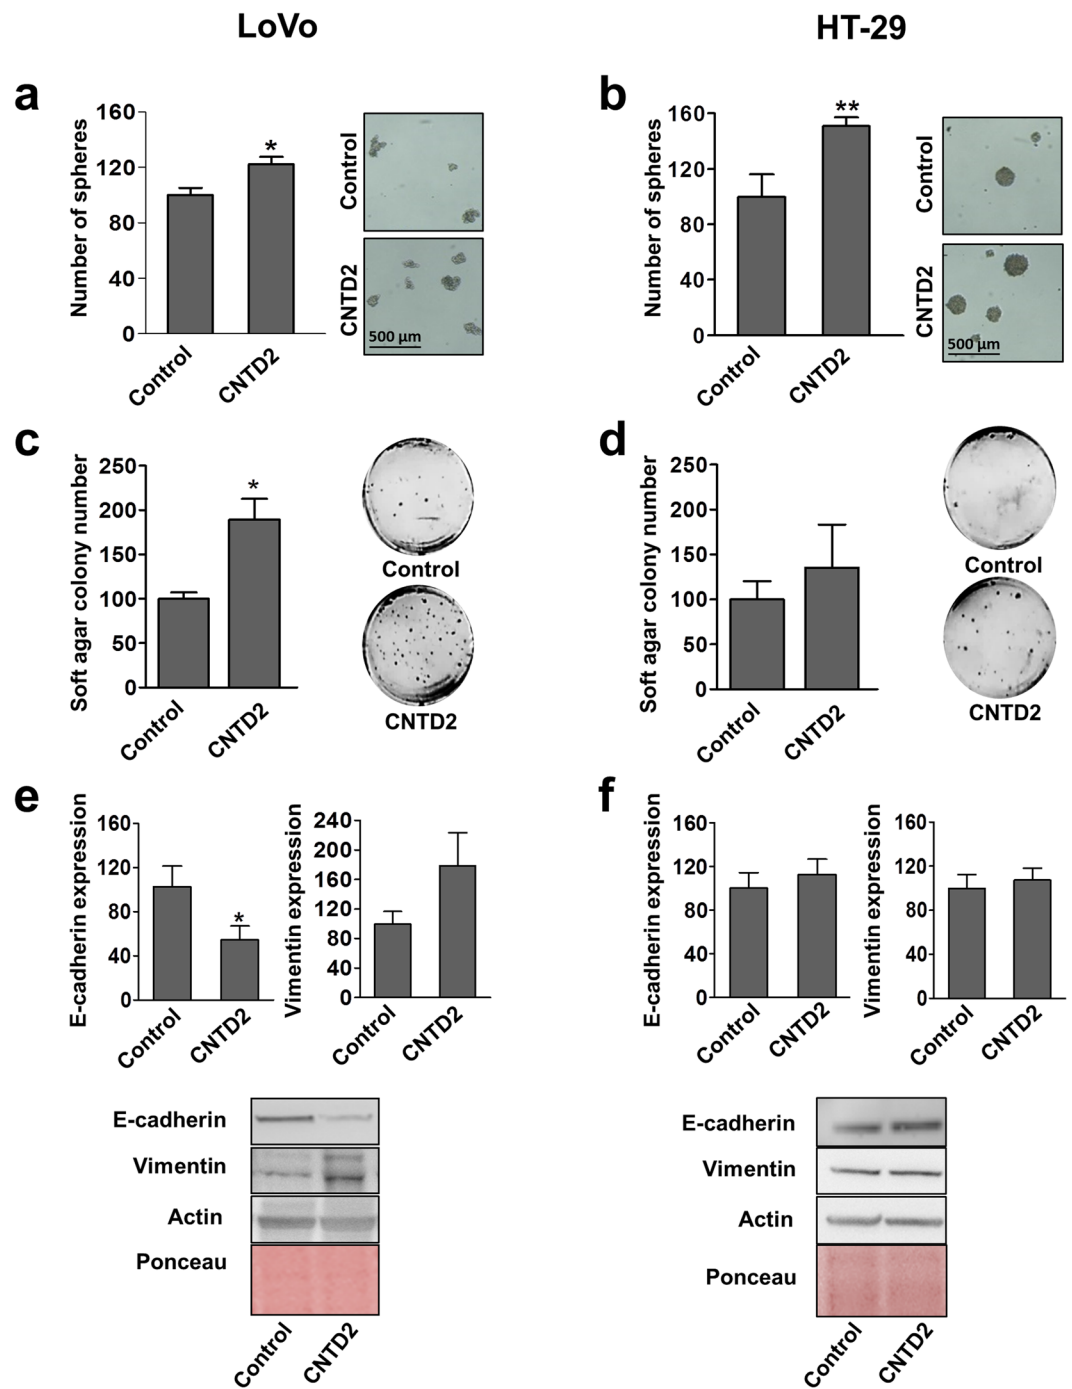 LoVo
HT-29
a
Number of spheres
160
120
80
40
0
*
Control
CNTD2
Control
CNTD2
500 µm
b
Number of spheres
160
120
80
40
0
**
Control
CNTD2
Control
CNTD2
500 µm
c
Soft agar colony number
250
200
150
100
50
0
*
Control
CNTD2
Control
CNTD2
d
Soft agar colony number
250
200
150
100
50
0
Control
CNTD2
Control
CNTD2
e
E-cadherin expression
160
120
80
40
0
*
Control
CNTD2
Vimentin expression
240
200
160
120
80
40
0
Control
CNTD2
E-cadherin
Vimentin
Actin
Ponceau
Control
CNTD2
f
E-cadherin expression
160
120
80
40
0
Control
CNTD2
Vimentin expression
160
120
80
40
0
Control
CNTD2
E-cadherin
Vimentin
Actin
Ponceau
Control
CNTD2